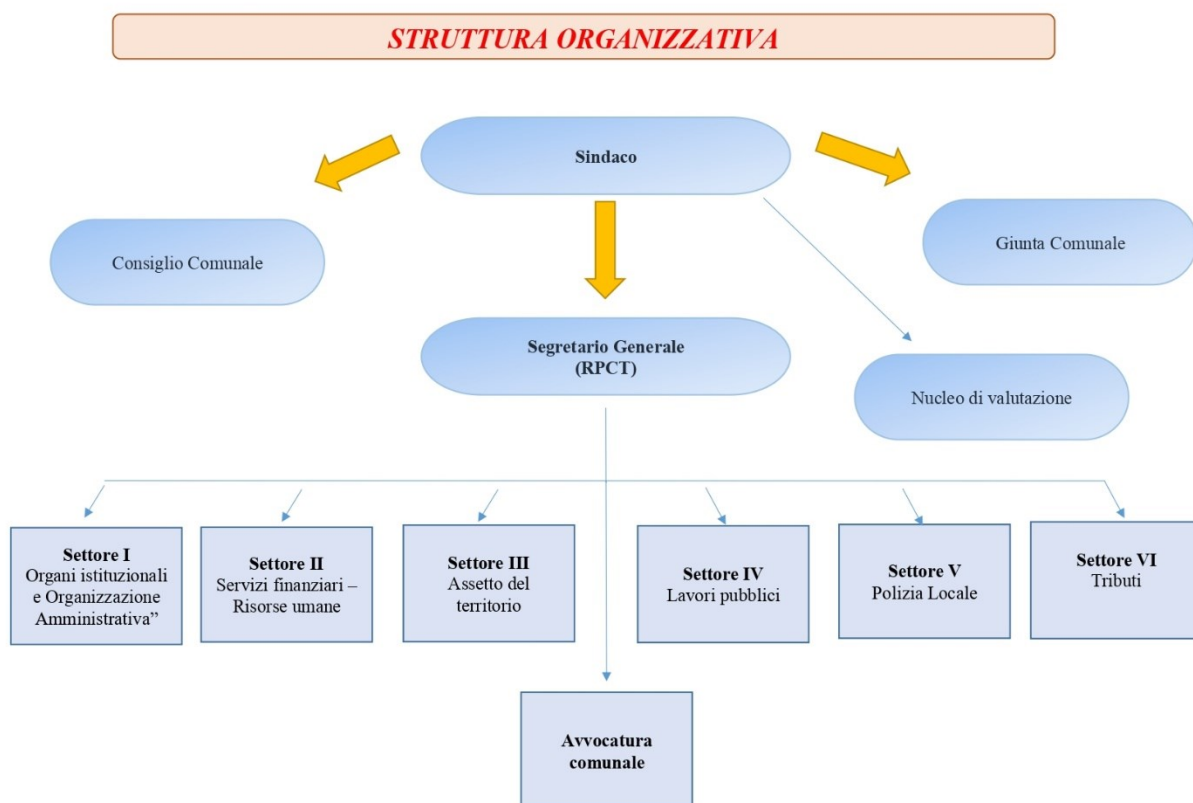 STRUTTURA ORGANIZZATIVA
Sindaco
Consiglio Comunale
Giunta Comunale
Segretario Generale
(RPCT)
Nucleo di valutazione
Settore I
Organi istituzionali
e Organizzazione
Amministrativa”
Settore II
Servizi finanziari –
Risorse umane
Settore III
Assetto del
territorio
Settore IV
Lavori pubblici
Settore V
Polizia Locale
Settore VI
Tributi
Avvocatura
comunale